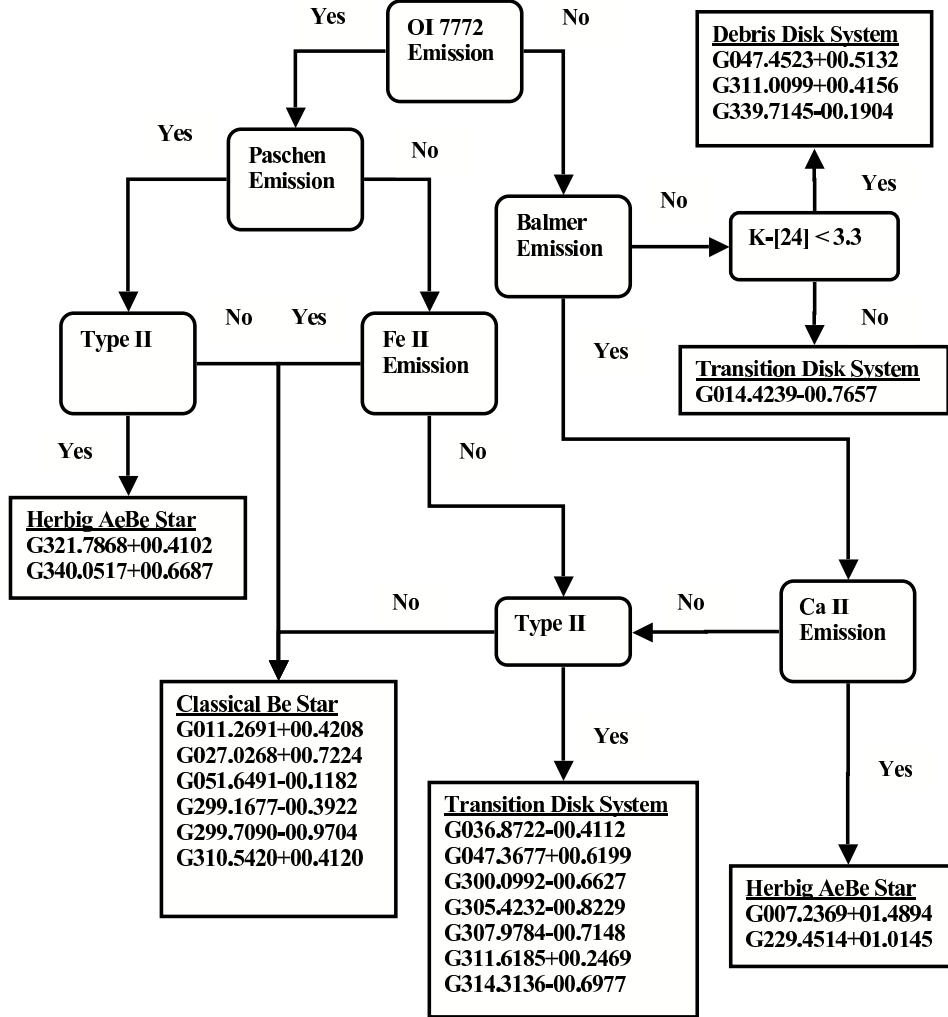 Yes
OI 7772
Emission
No
Debris Disk System
G047.4523+00.5132
G311.0099+00.4156
G339.7145-00.1904
Yes
Paschen
Emission
No
Yes
No
Balmer
Emission
K-[24] < 3.3
No
Type II
No
Yes
Fe II
Emission
Yes
Transition Disk System
G014.4239-00.7657
Yes
No
Herbig AeBe Star
G321.7868+00.4102
G340.0517+00.6687
No
Type II
No
Ca II
Emission
Classical Be Star
G011.2691+00.4208
G027.0268+00.7224
G051.6491-00.1182
G299.1677-00.3922
G299.7090-00.9704
G310.5420+00.4120
Yes
Yes
Transition Disk System
G036.8722-00.4112
G047.3677+00.6199
G300.0992-00.6627
G305.4232-00.8229
G307.9784-00.7148
G311.6185+00.2469
G314.3136-00.6977
Herbig AeBe Star
G007.2369+01.4894
G229.4514+01.0145